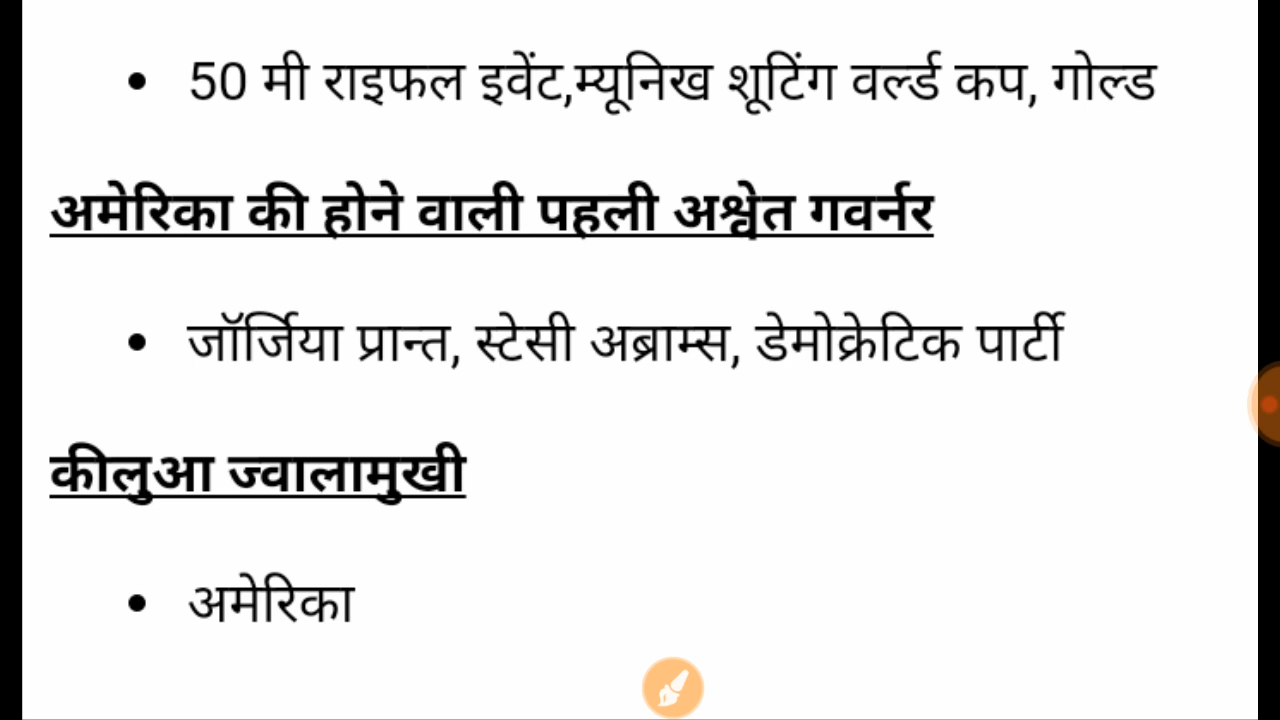 50 मी राइफल इवेंट,म्यूनिख शूटिंग वर्ल्ड कप, गोल्ड
अमेरिका की होने वाली पहली अश्वेत गवर्नर
जॉर्जिया प्रान्त, स्टेसी अब्राम्स, डेमोक्रेटिक पार्टी
कीलुआ ज्वालामुखी
अमेरिका